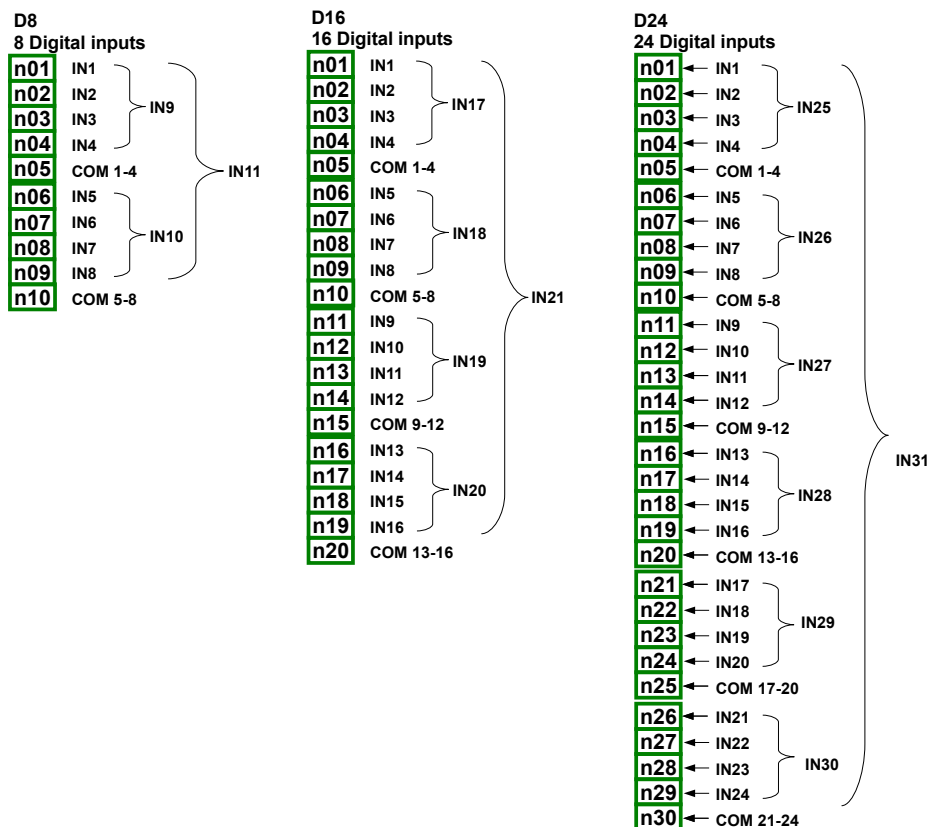 D8
8 Digital inputs
n01 IN1
n02 IN2
n03 IN3
n04 IN4
IN9
n05 COM 1-4
n06 IN5
n07 IN6
n08 IN7
n09 IN8
IN10
n10 COM 5-8
IN11
D16
16 Digital inputs
n01 IN1
n02 IN2
n03 IN3
n04 IN4
IN17
n05 COM 1-4
n06 IN5
n07 IN6
n08 IN7
n09 IN8
IN18
n10 COM 5-8
n11 IN9
n12 IN10
n13 IN11
n14 IN12
IN19
n15 COM 9-12
n16 IN13
n17 IN14
n18 IN15
n19 IN16
IN20
n20 COM 13-16
IN21
D24
24 Digital inputs
n01 IN1
n02 IN2
n03 IN3
n04 IN4
IN25
n05 COM 1-4
n06 IN5
n07 IN6
n08 IN7
n09 IN8
IN26
n10 COM 5-8
n11 IN9
n12 IN10
n13 IN11
n14 IN12
IN27
n15 COM 9-12
n16 IN13
n17 IN14
n18 IN15
n19 IN16
IN28
n20 COM 13-16
n21 IN17
n22 IN18
n23 IN19
n24 IN20
IN29
n25 COM 17-20
n26 IN21
n27 IN22
n28 IN23
n29 IN24
IN30
n30 COM 21-24
IN31